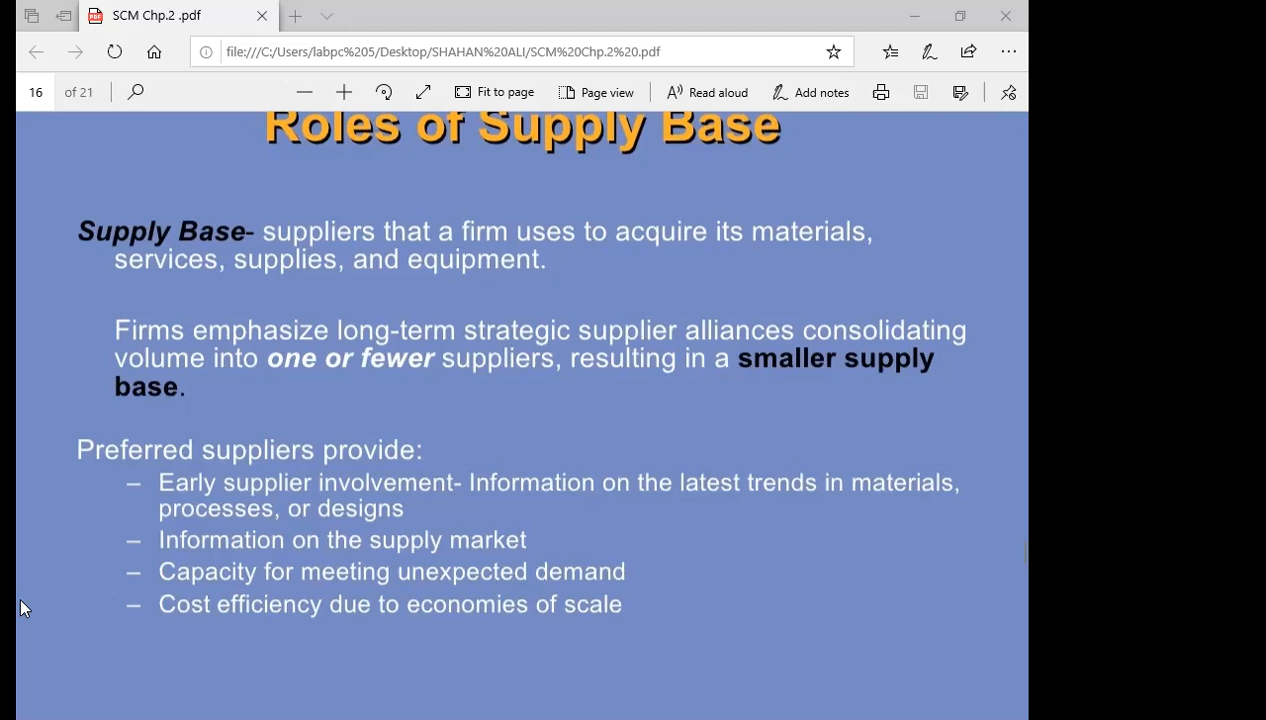 SCM Chp.2 .pdf
file:///C:/Users/labpc%205/Desktop/SHAHAN%20ALI/SCM%20Chp.2%20.pdf
16 of 21 Fit to page Page view Read aloud Add notes
Roles of Supply Base
Supply Base- suppliers that a firm uses to acquire its materials,
services, supplies, and equipment.
Firms emphasize long-term strategic supplier alliances consolidating
volume into one or fewer suppliers, resulting in a smaller supply
base.
Preferred suppliers provide:
– Early supplier involvement- Information on the latest trends in materials,
processes, or designs
– Information on the supply market
– Capacity for meeting unexpected demand
– Cost efficiency due to economies of scale